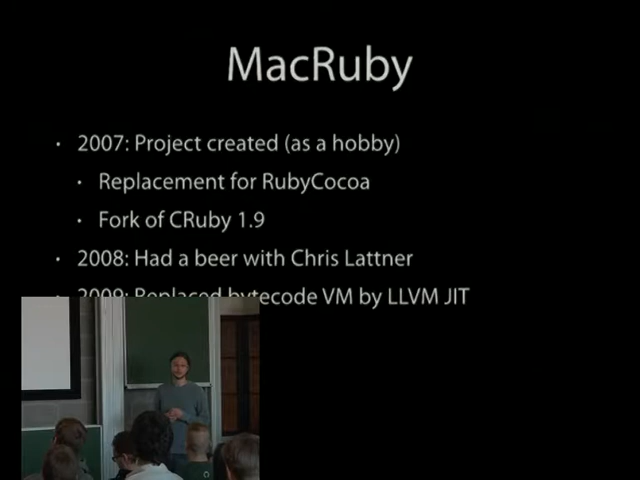 MacRuby
• 2007: Project created (as a hobby)
• Replacement for RubyCocoa
• Fork of CRuby 1.9
• 2008: Had a beer with Chris Lattner
• 2009: Replaced bytecode VM by LLVM JIT